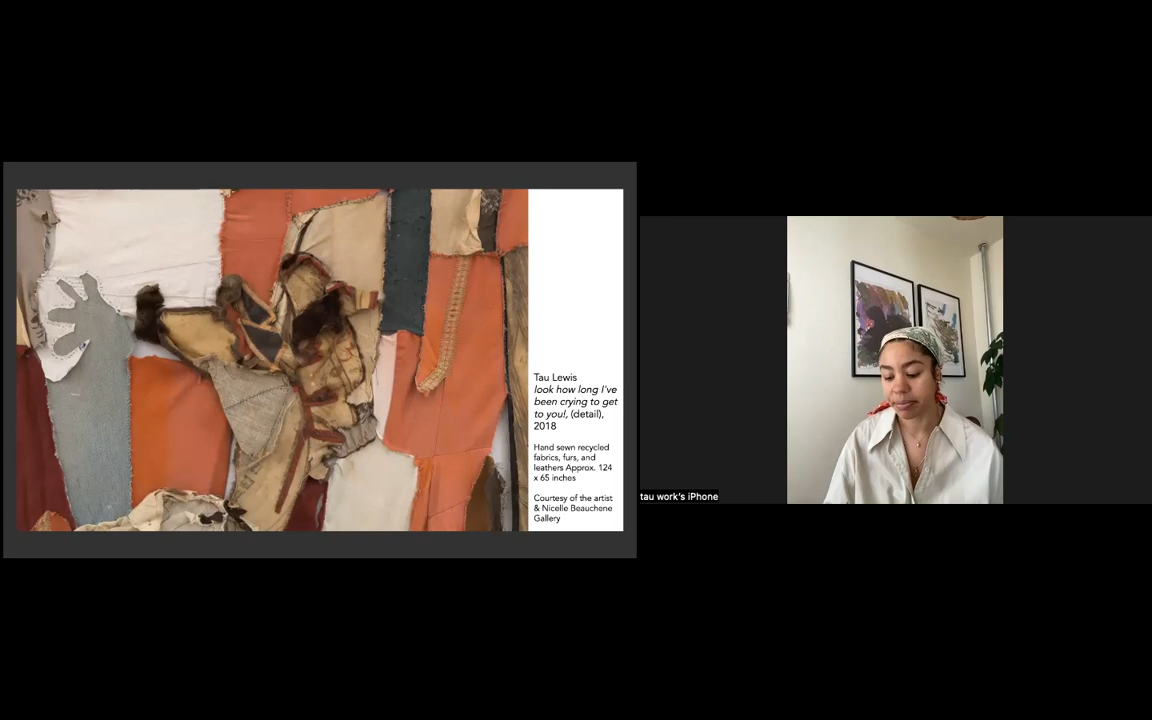 Tau Lewis
look how long I've
been crying to get
to you!, (detail),
2018
Hand sewn recycled
fabrics, furs, and
leathers Approx. 124
x 65 inches
Courtesy of the artist
& Nicelle Beauchene
Gallery
tau work's iPhone